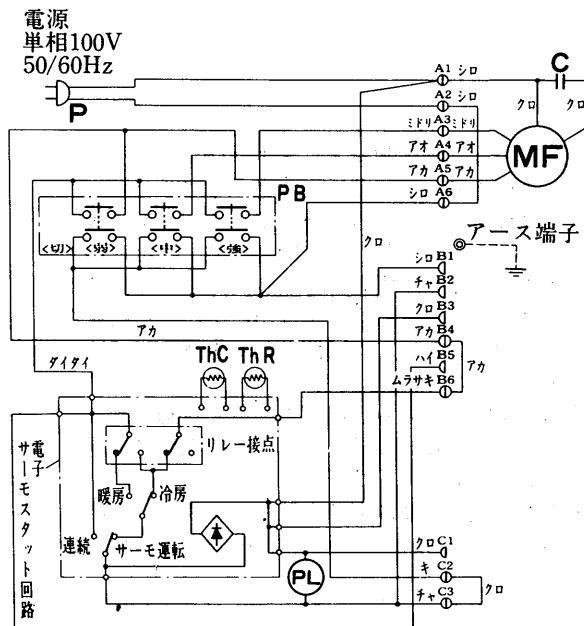 電源
単相100V
50/60Hz
P
A1 シロ
C
A2 シロ
クロ
クロ
A3
ミドリ ミドリ
A4
アオ アオ
MF
A5
アカ アカ
A6
シロ
PB
<切> <弱> <中> <強>
クロ
アース端子
B1
シロ
B2
チャ
B3
クロ
B4
アカ
アカ
B5
ハイ
B6
ムラサキ
アカ
ダイダイ
ThC ThR
リレー接点
電子
サーモスタット回路
暖房
冷房
連続
サーモ運転
PL
クロ C1
キ C2
チャ C3
クロ